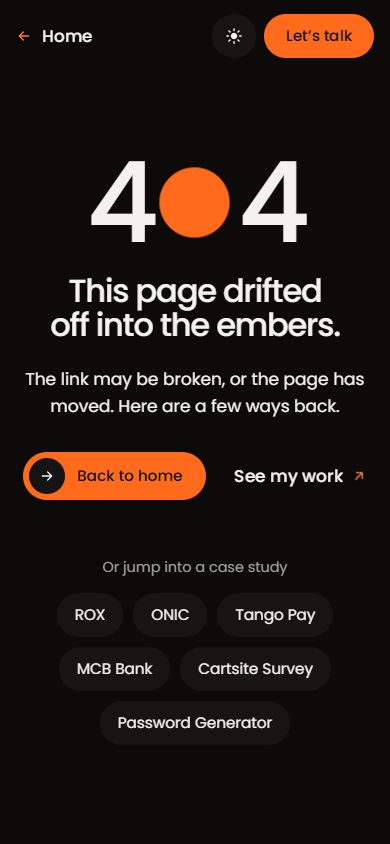 ← Home
Let's talk
4 4
This page drifted
off into the embers.
The link may be broken, or the page has
moved. Here are a few ways back.
→ Back to home
See my work ↗
Or jump into a case study
ROX
ONIC
Tango Pay
MCB Bank
Cartsite Survey
Password Generator